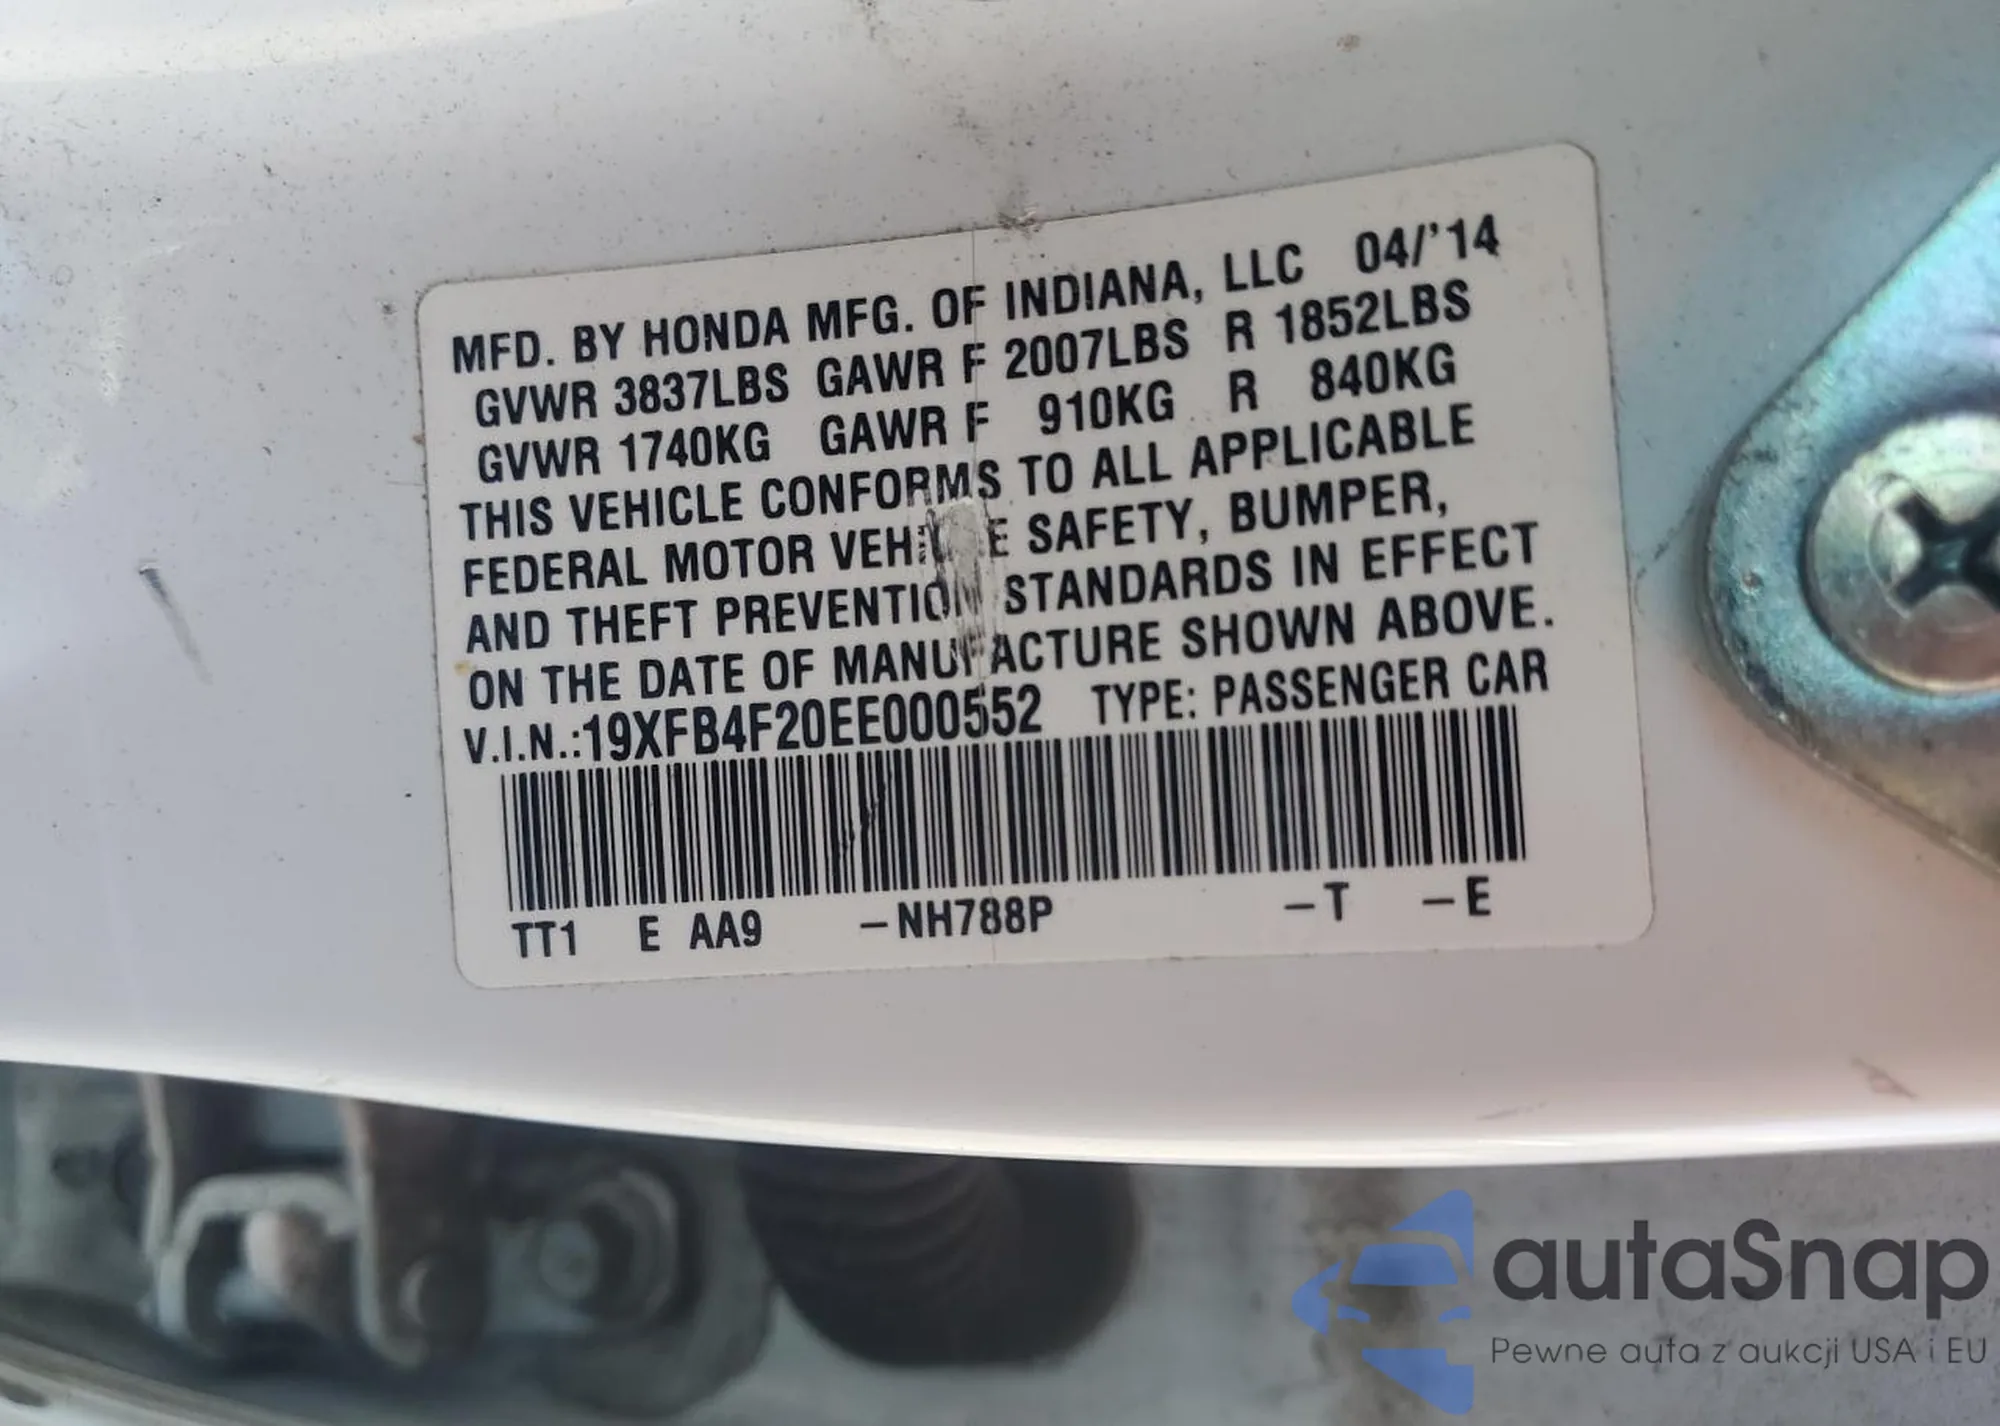 MFD. BY HONDA MFG. OF INDIANA, LLC 04/'14
GVWR 3837LBS GAWR F 2007LBS R 1852LBS
GVWR 1740KG GAWR F 910KG R 840KG
THIS VEHICLE CONFORMS TO ALL APPLICABLE
FEDERAL MOTOR VEHICLE SAFETY, BUMPER,
AND THEFT PREVENTION STANDARDS IN EFFECT
ON THE DATE OF MANUFACTURE SHOWN ABOVE.
V.I.N.:19XFB4F20EE000552 TYPE: PASSENGER CAR
TT1 E AA9 –NH788P –T –E
autaSnap
Pewne auta z aukcji USA i EU